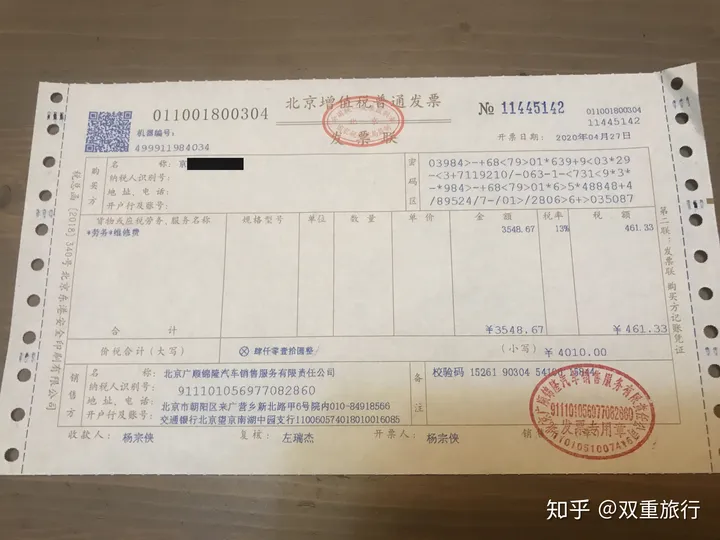 北京增值税普通发票
发票联
011001800304
№ 11445142
011001800304
11445142
机器编号:
499911984034
开票日期: 2020年04月27日
税总函〔2018〕340号北京东港安全印刷有限公司
购买方
名 称: 京
纳税人识别号:
地 址、电 话:
开户行及账号:
密码区
03984>-+68<79>01*639+9<03*29
-<3+7119210/-063-1-<731<9*3*
-*984>-+68<79>01*6>5*48848+4
/89524/7-/01>/2806>6+>035087
货物或应税劳务、服务名称 规格型号 单位 数 量 单 价 金 额 税率 税 额
*劳务*维修费 3548.67 13% 461.33
合 计 ¥3548.67 ¥461.33
价税合计(大写) ⊗ 肆仟零壹拾圆整 (小写) ¥4010.00
销售方
名 称: 北京广顺锦隆汽车销售服务有限责任公司
纳税人识别号: 911101056977082860
地 址、电 话: 北京市朝阳区来广营乡新北路甲6号院内010-84918566
开户行及账号: 交通银行北京望京南湖中园支行110060574018010016085
备注
校验码 15261 90304 54100 25844
收款人: 杨宗侠 复核: 左瑞杰 开票人: 杨宗侠 销
第二联:发票联 购买方记账凭证
北京广顺锦隆汽车销售服务有限责任公司
911101056977082860
发票专用章
知乎 @双重旅行